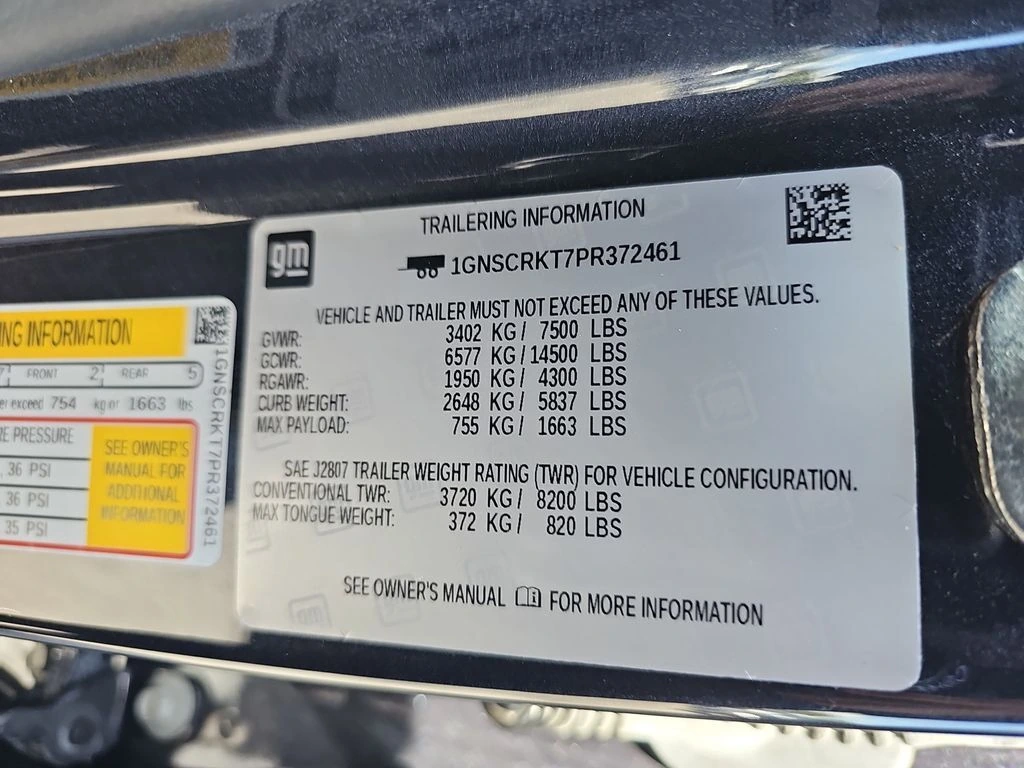 gm
TRAILERING INFORMATION
1GNSCRKT7PR372461
VEHICLE AND TRAILER MUST NOT EXCEED ANY OF THESE VALUES.
GVWR: 3402 KG/ 7500 LBS
GCWR: 6577 KG/14500 LBS
RGAWR: 1950 KG/ 4300 LBS
CURB WEIGHT: 2648 KG/ 5837 LBS
MAX PAYLOAD: 755 KG/ 1663 LBS
SAE J2807 TRAILER WEIGHT RATING (TWR) FOR VEHICLE CONFIGURATION.
CONVENTIONAL TWR: 3720 KG/ 8200 LBS
MAX TONGUE WEIGHT: 372 KG/ 820 LBS
SEE OWNER'S MANUAL FOR MORE INFORMATION
INFORMATION
FRONT 2 REAR 5
exceed 754 kg or 1663 lbs
PRESSURE
36 PSI
36 PSI
35 PSI
SEE OWNER'S
MANUAL FOR
ADDITIONAL
INFORMATION
1GNSCRKT7PR372461
gm